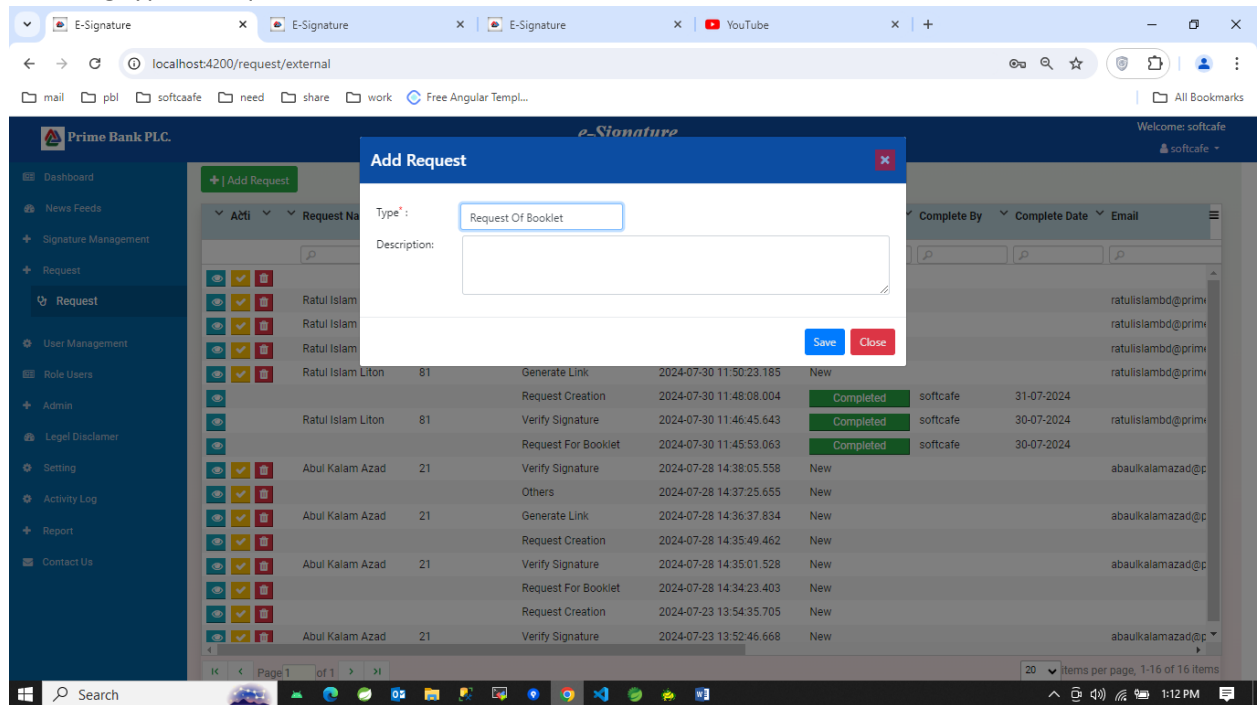 E-Signature
E-Signature
E-Signature
YouTube
localhost:4200/request/external
mail pbl softcaafe need share work Free Angular Templ... All Bookmarks
Prime Bank PLC.
e-Signature
Welcome: softcafe
softcafe
Dashboard
News Feeds
Signature Management
Request
Request
User Management
Role Users
Admin
Legel Disclamer
Setting
Activity Log
Report
Contact Us
+ | Add Request
Add Request
Type* :
Request Of Booklet
Description:
Save Close
Acti Request Na Complete By Complete Date Email
Ratul Islam ratulislambd@prime
Ratul Islam ratulislambd@prime
Ratul Islam ratulislambd@prime
Ratul Islam Liton 81 Generate Link 2024-07-30 11:50:23.185 New ratulislambd@prime
Request Creation 2024-07-30 11:48:08.004 Completed softcafe 31-07-2024
Ratul Islam Liton 81 Verify Signature 2024-07-30 11:46:45.643 Completed softcafe 30-07-2024 ratulislambd@prime
Request For Booklet 2024-07-30 11:45:53.063 Completed softcafe 30-07-2024
Abul Kalam Azad 21 Verify Signature 2024-07-28 14:38:05.558 New abaulkalamazad@p
Others 2024-07-28 14:37:25.655 New
Abul Kalam Azad 21 Generate Link 2024-07-28 14:36:37.834 New abaulkalamazad@p
Request Creation 2024-07-28 14:35:49.462 New
Abul Kalam Azad 21 Verify Signature 2024-07-28 14:35:01.528 New abaulkalamazad@p
Request For Booklet 2024-07-28 14:34:23.403 New
Request Creation 2024-07-23 13:54:35.705 New
Abul Kalam Azad 21 Verify Signature 2024-07-23 13:52:46.668 New abaulkalamazad@p
Page 1 of 1
20 items per page, 1-16 of 16 items
Search
1:12 PM